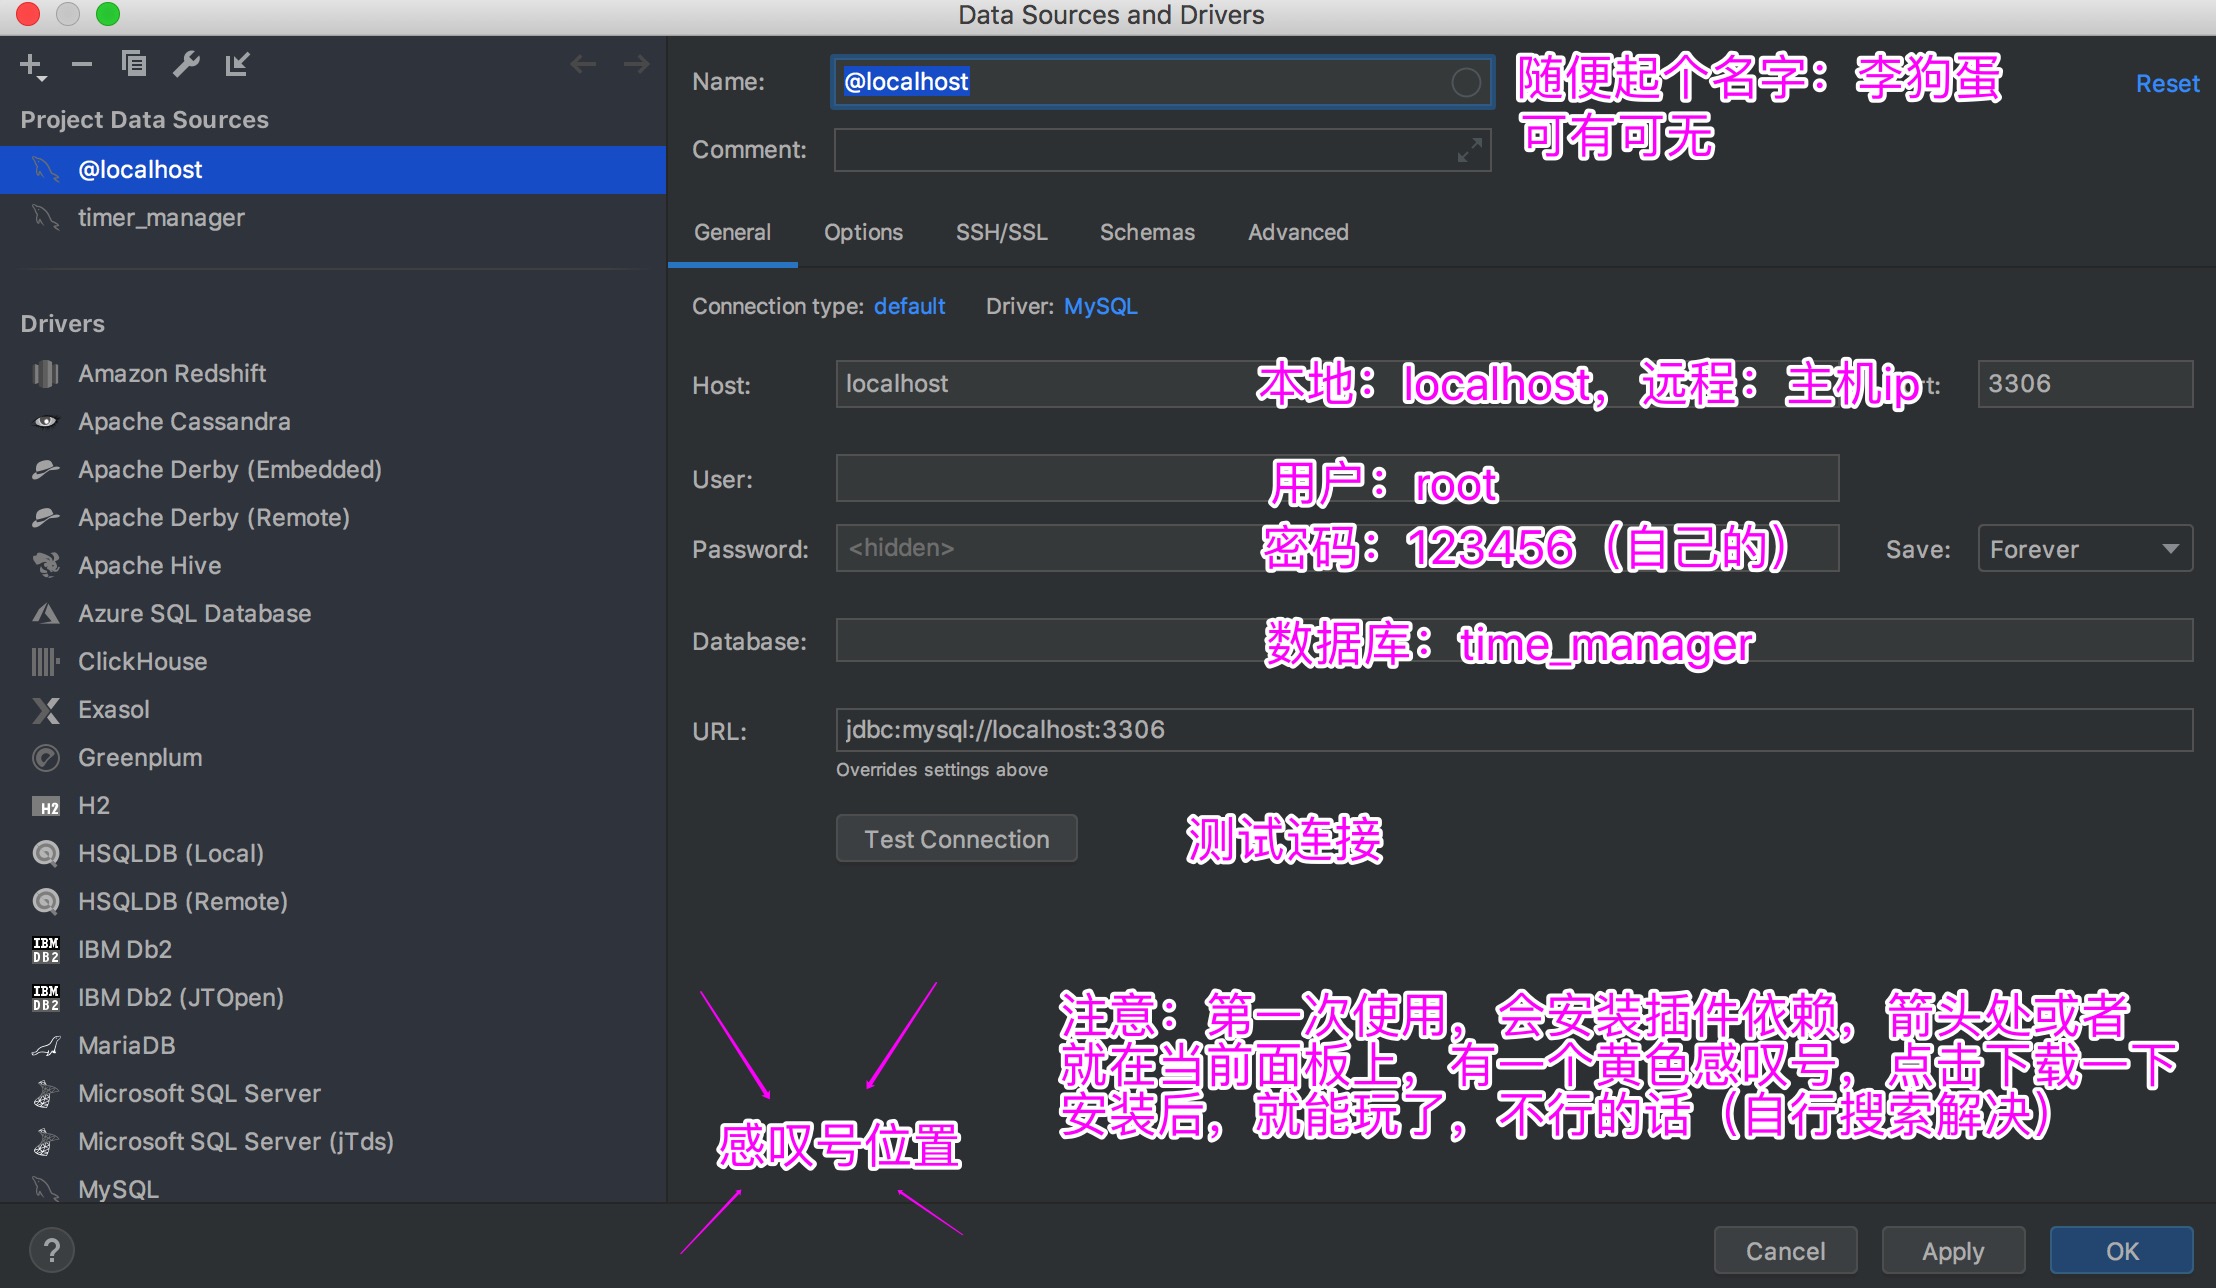 Data Sources and Drivers
Project Data Sources
@localhost
timer_manager
Drivers
Amazon Redshift
Apache Cassandra
Apache Derby (Embedded)
Apache Derby (Remote)
Apache Hive
Azure SQL Database
ClickHouse
Exasol
Greenplum
H2
H2
HSQLDB (Local)
HSQLDB (Remote)
IBM
DB2
IBM Db2
IBM
DB2
IBM Db2 (JTOpen)
MariaDB
Microsoft SQL Server
Microsoft SQL Server (jTds)
MySQL
?
Name: @localhost 随便起个名字：李狗蛋 Reset
Comment: 可有可无
General Options SSH/SSL Schemas Advanced
Connection type: default Driver: MySQL
Host: localhost 本地：localhost，远程：主机ip t: 3306
User: 用户：root
Password: <hidden> 密码：123456（自己的） Save: Forever
Database: 数据库：time_manager
URL: jdbc:mysql://localhost:3306
Overrides settings above
Test Connection 测试连接
注意：第一次使用，会安装插件依赖，箭头处或者
就在当前面板上，有一个黄色感叹号，点击下载一下
安装后，就能玩了，不行的话（自行搜索解决）
感叹号位置
Cancel Apply OK